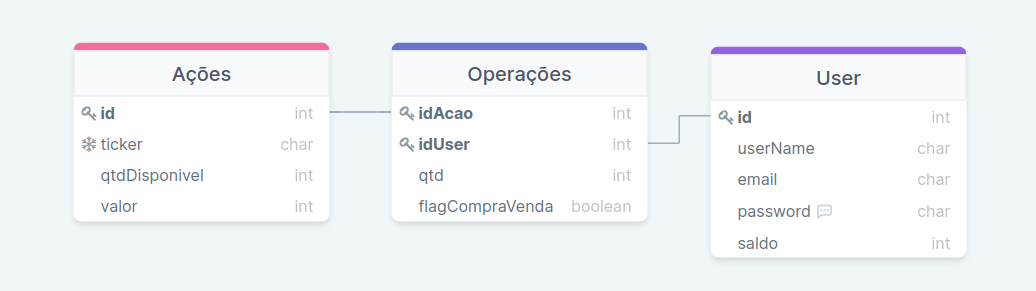 Ações
id int
ticker char
qtdDisponivel int
valor int
Operações
idAcao int
idUser int
qtd int
flagCompraVenda boolean
User
id int
userName char
email char
password char
saldo int